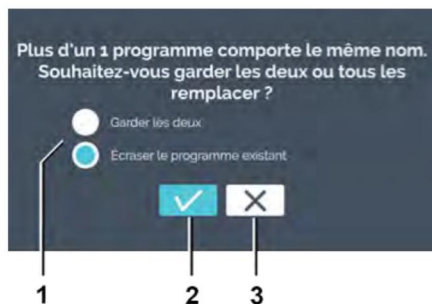 Plus d'un 1 programme comporte le même nom.
Souhaitez-vous garder les deux ou tous les
remplacer ?
Garder les deux
Écraser le programme existant
1
2
3